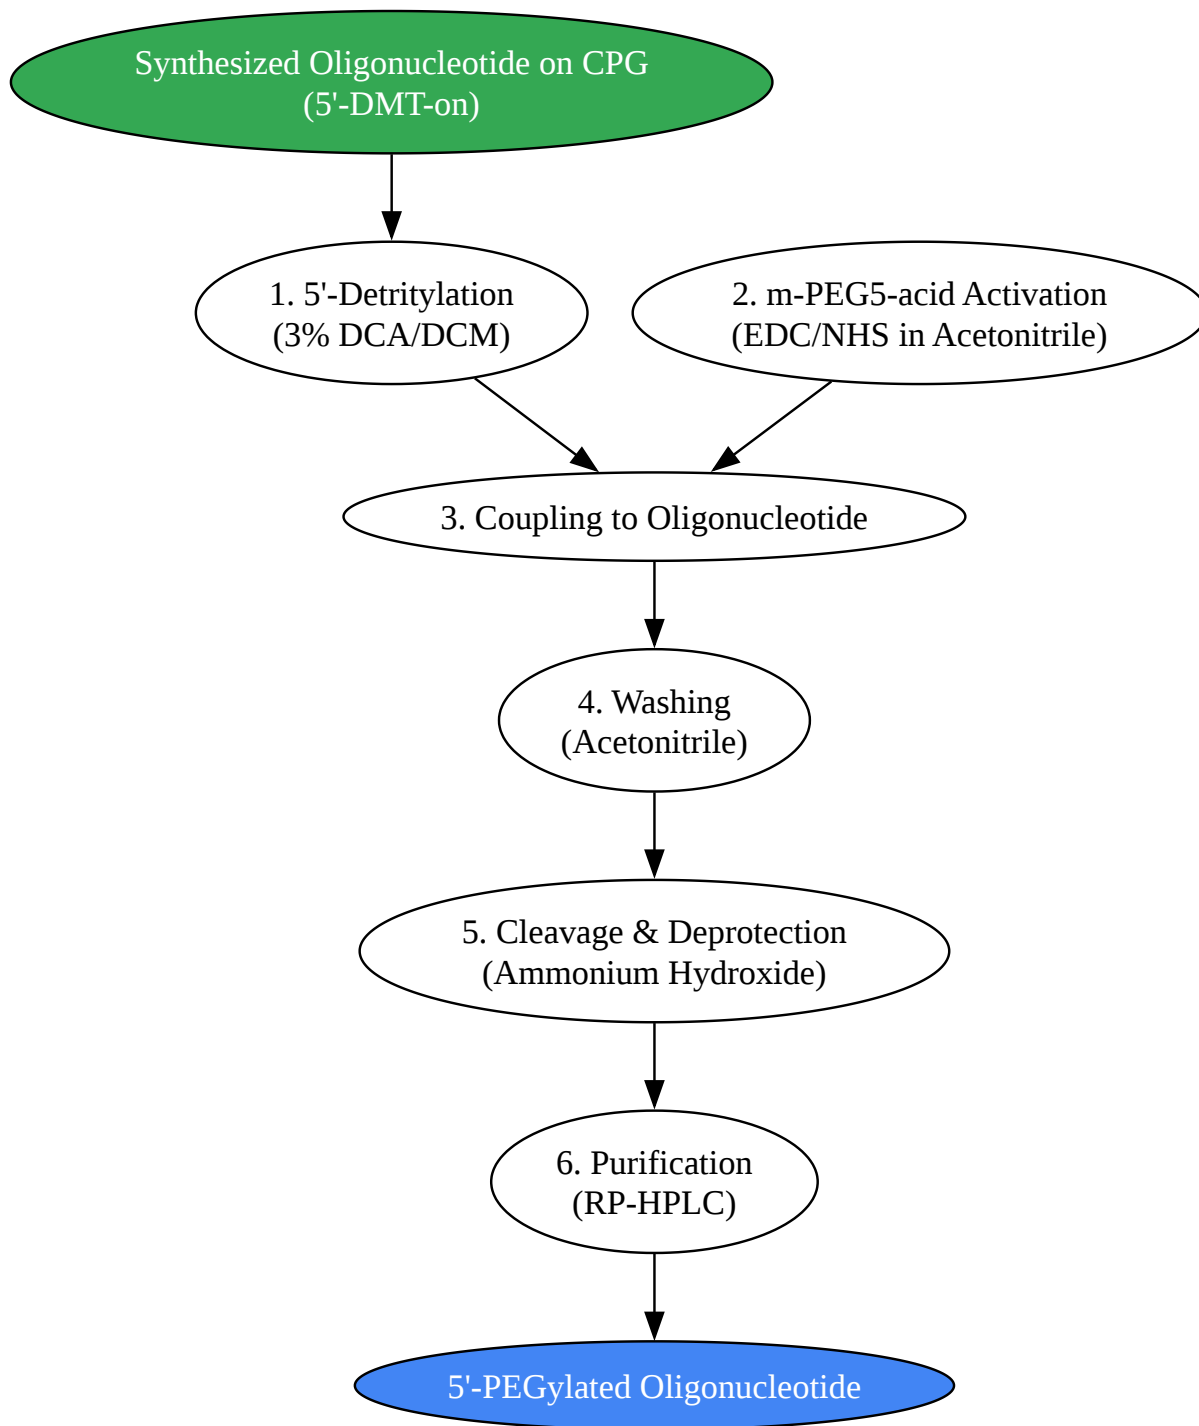 Synthesized Oligonucleotide on CPG
(5'-DMT-on)
1. 5'-Detritylation
(3% DCA/DCM)
2. m-PEG5-acid Activation
(EDC/NHS in Acetonitrile)
3. Coupling to Oligonucleotide
4. Washing
(Acetonitrile)
5. Cleavage & Deprotection
(Ammonium Hydroxide)
6. Purification
(RP-HPLC)
5'-PEGylated Oligonucleotide